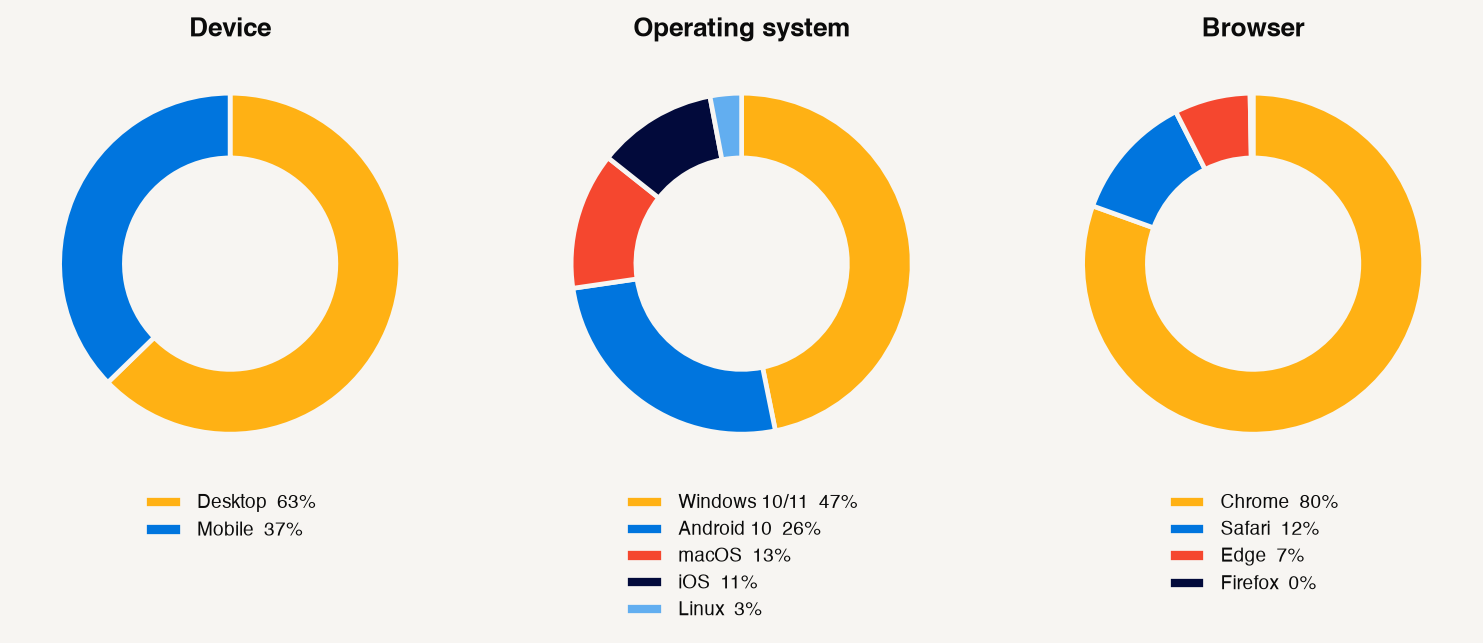 Device
Desktop 63%
Mobile 37%
Operating system
Windows 10/11 47%
Android 10 26%
macOS 13%
iOS 11%
Linux 3%
Browser
Chrome 80%
Safari 12%
Edge 7%
Firefox 0%